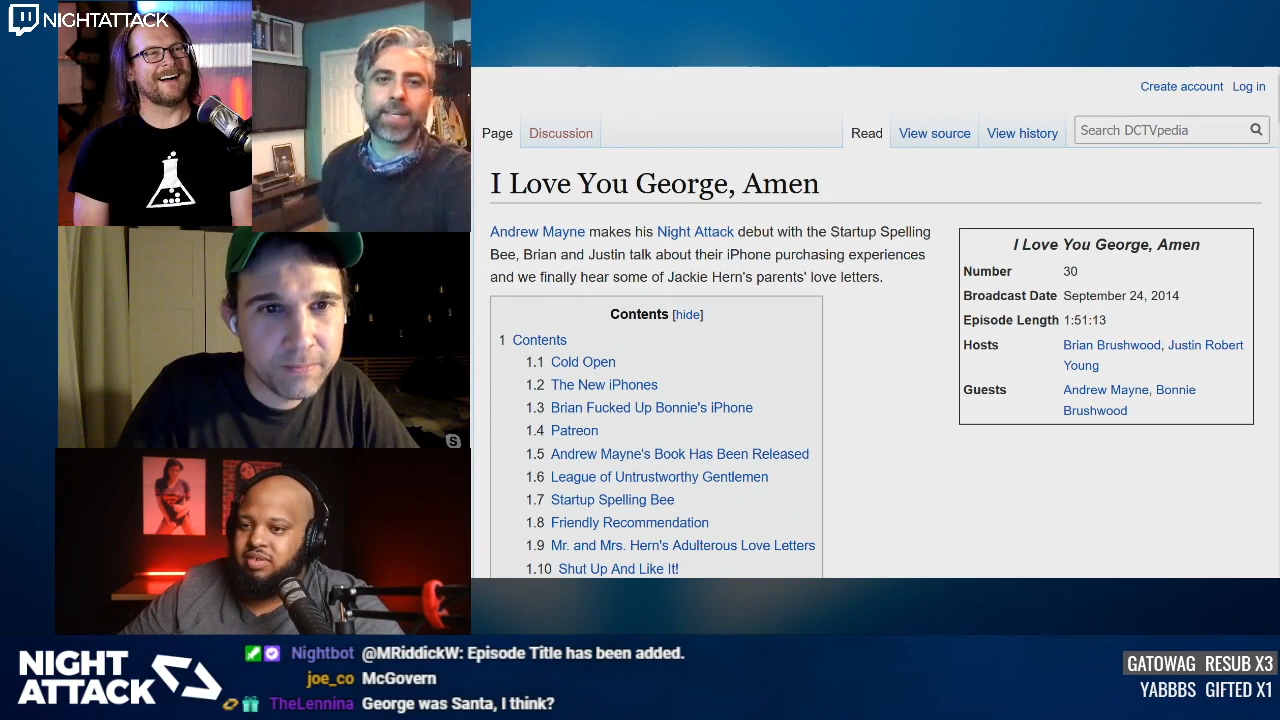 NIGHTATTACK
Create account Log in
Page Discussion Read View source View history Search DCTVpedia
I Love You George, Amen
Andrew Mayne makes his Night Attack debut with the Startup Spelling
Bee, Brian and Justin talk about their iPhone purchasing experiences
and we finally hear some of Jackie Hern's parents' love letters.
Contents [hide]
1 Contents
1.1 Cold Open
1.2 The New iPhones
1.3 Brian Fucked Up Bonnie's iPhone
1.4 Patreon
1.5 Andrew Mayne's Book Has Been Released
1.6 League of Untrustworthy Gentlemen
1.7 Startup Spelling Bee
1.8 Friendly Recommendation
1.9 Mr. and Mrs. Hern's Adulterous Love Letters
1.10 Shut Up And Like It!
I Love You George, Amen
Number 30
Broadcast Date September 24, 2014
Episode Length 1:51:13
Hosts Brian Brushwood, Justin Robert
Young
Guests Andrew Mayne, Bonnie
Brushwood
NIGHT
ATTACK
Nightbot @MRiddickW: Episode Title has been added.
joe_co McGovern
TheLennina George was Santa, I think?
GATOWAG RESUB X3
YABBBS GIFTED X1